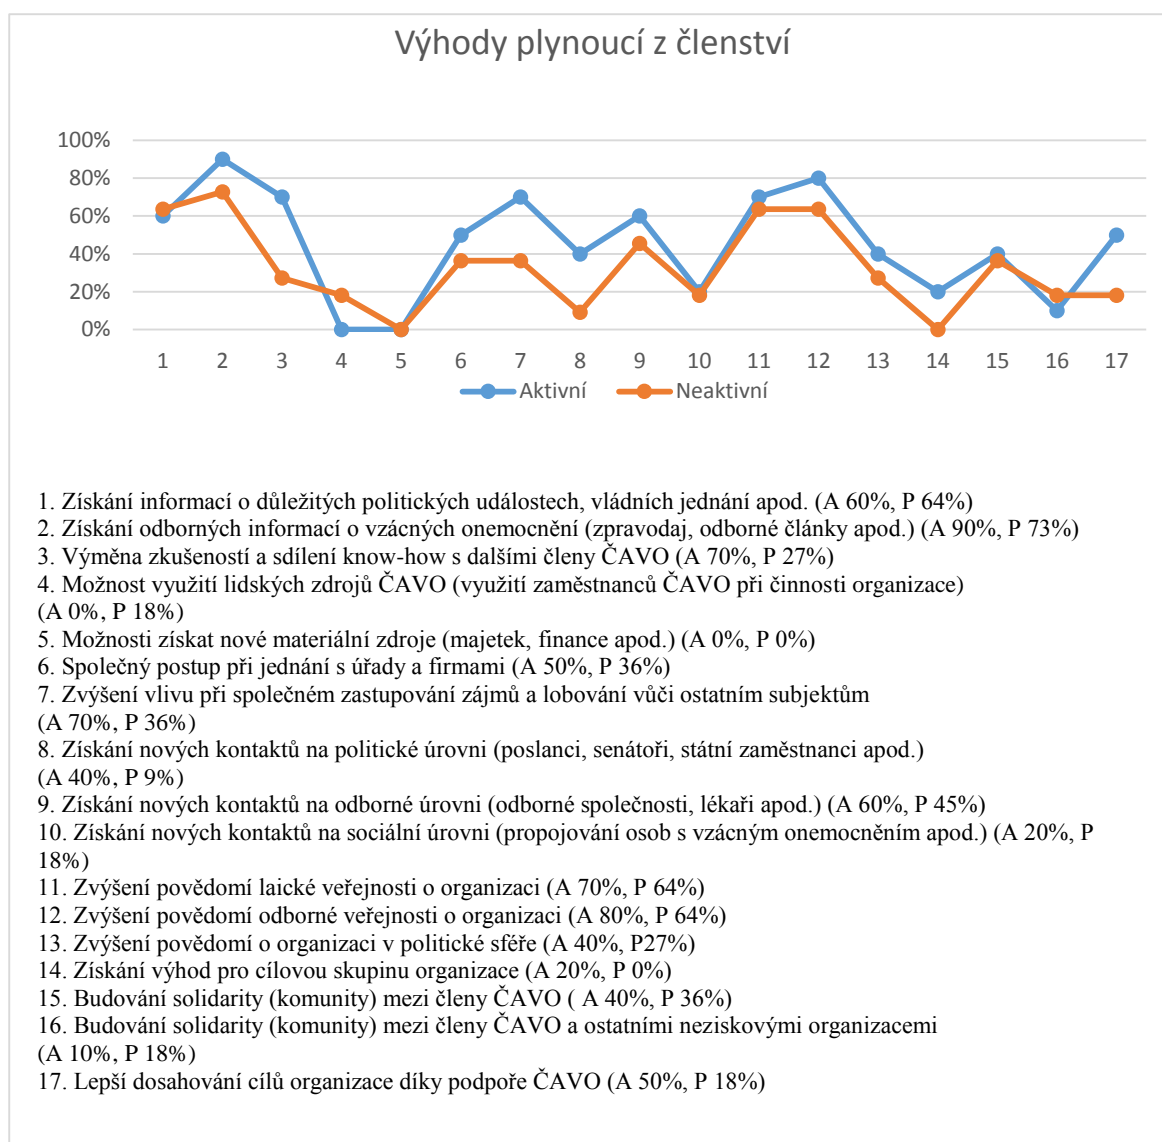 Výhody plynoucí z členství
100%
80%
60%
40%
20%
0%
1 2 3 4 5 6 7 8 9 10 11 12 13 14 15 16 17
Aktivní Neaktivní
1. Získání informací o důležitých politických událostech, vládních jednání apod. (A 60%, P 64%)
2. Získání odborných informací o vzácných onemocnění (zpravodaj, odborné články apod.) (A 90%, P 73%)
3. Výměna zkušeností a sdílení know-how s dalšími členy ČAVO (A 70%, P 27%)
4. Možnost využití lidských zdrojů ČAVO (využití zaměstnanců ČAVO při činnosti organizace)
(A 0%, P 18%)
5. Možnosti získat nové materiální zdroje (majetek, finance apod.) (A 0%, P 0%)
6. Společný postup při jednání s úřady a firmami (A 50%, P 36%)
7. Zvýšení vlivu při společném zastupování zájmů a lobování vůči ostatním subjektům
(A 70%, P 36%)
8. Získání nových kontaktů na politické úrovni (poslanci, senátoři, státní zaměstnanci apod.)
(A 40%, P 9%)
9. Získání nových kontaktů na odborné úrovni (odborné společnosti, lékaři apod.) (A 60%, P 45%)
10. Získání nových kontaktů na sociální úrovni (propojování osob s vzácným onemocněním apod.) (A 20%, P
18%)
11. Zvýšení povědomí laické veřejnosti o organizaci (A 70%, P 64%)
12. Zvýšení povědomí odborné veřejnosti o organizaci (A 80%, P 64%)
13. Zvýšení povědomí o organizaci v politické sféře (A 40%, P27%)
14. Získání výhod pro cílovou skupinu organizace (A 20%, P 0%)
15. Budování solidarity (komunity) mezi členy ČAVO ( A 40%, P 36%)
16. Budování solidarity (komunity) mezi členy ČAVO a ostatními neziskovými organizacemi
(A 10%, P 18%)
17. Lepší dosahování cílů organizace díky podpoře ČAVO (A 50%, P 18%)